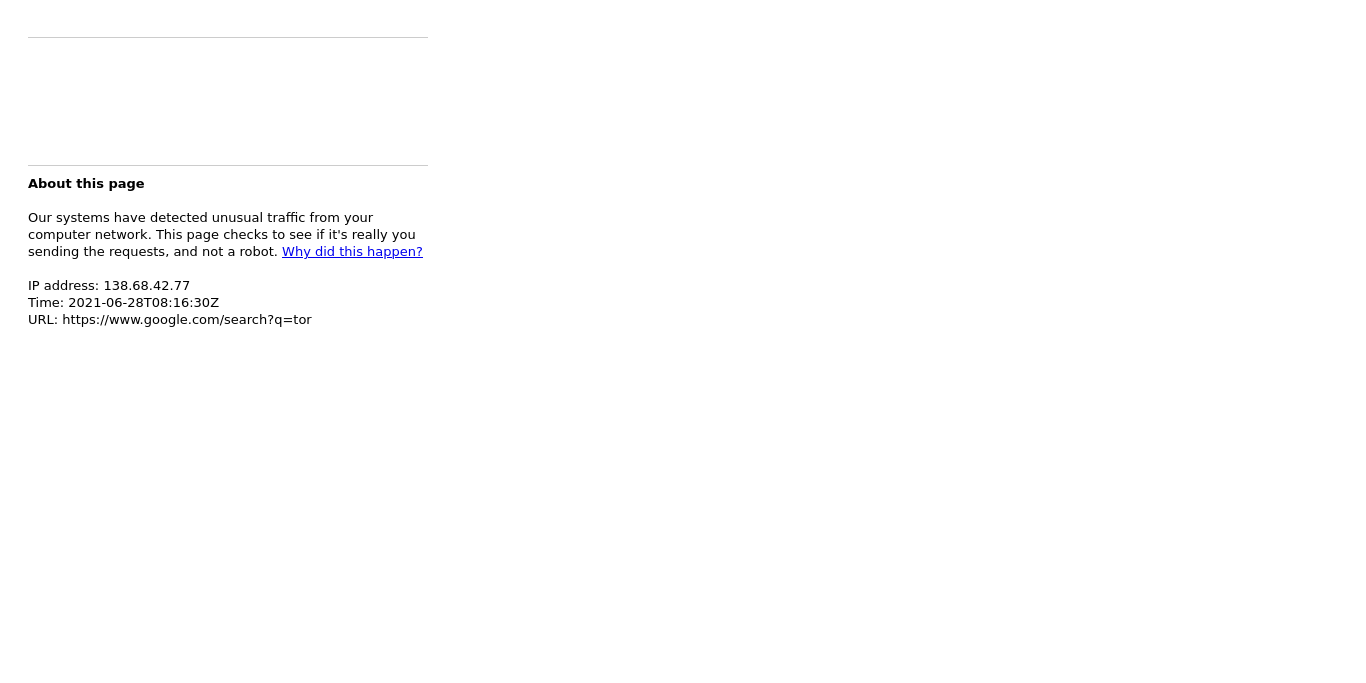 About this page
Our systems have detected unusual traffic from your
computer network. This page checks to see if it's really you
sending the requests, and not a robot. Why did this happen?
IP address: 138.68.42.77
Time: 2021-06-28T08:16:30Z
URL: https://www.google.com/search?q=tor